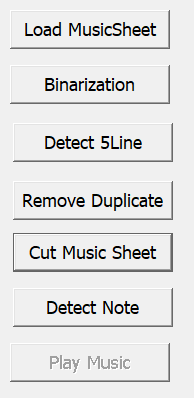 Load MusicSheet
Binarization
Detect 5Line
Remove Duplicate
Cut Music Sheet
Detect Note
Play Music